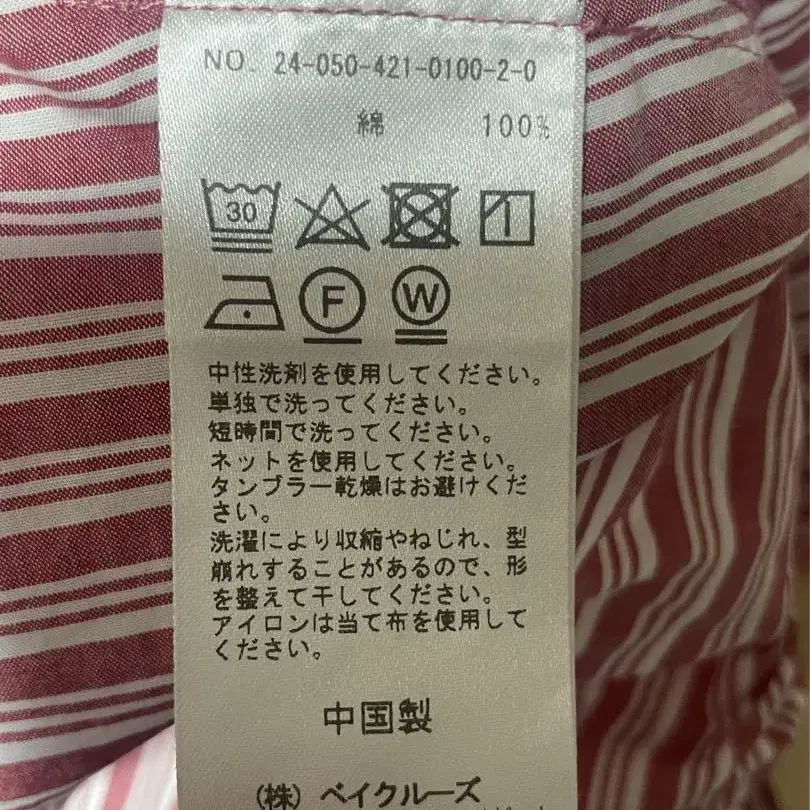 NO. 24-050-421-0100-2-0
綿 100%
30
F W
中性洗剤を使用してください。
単独で洗ってください。
短時間で洗ってください。
ネットを使用してください。
タンブラー乾燥はお避けくだ
さい。
洗濯により収縮やねじれ、型
崩れすることがあるので、形
を整えて干してください。
アイロンは当て布を使用して
ください。
中国製
(株) ベイクルーズ